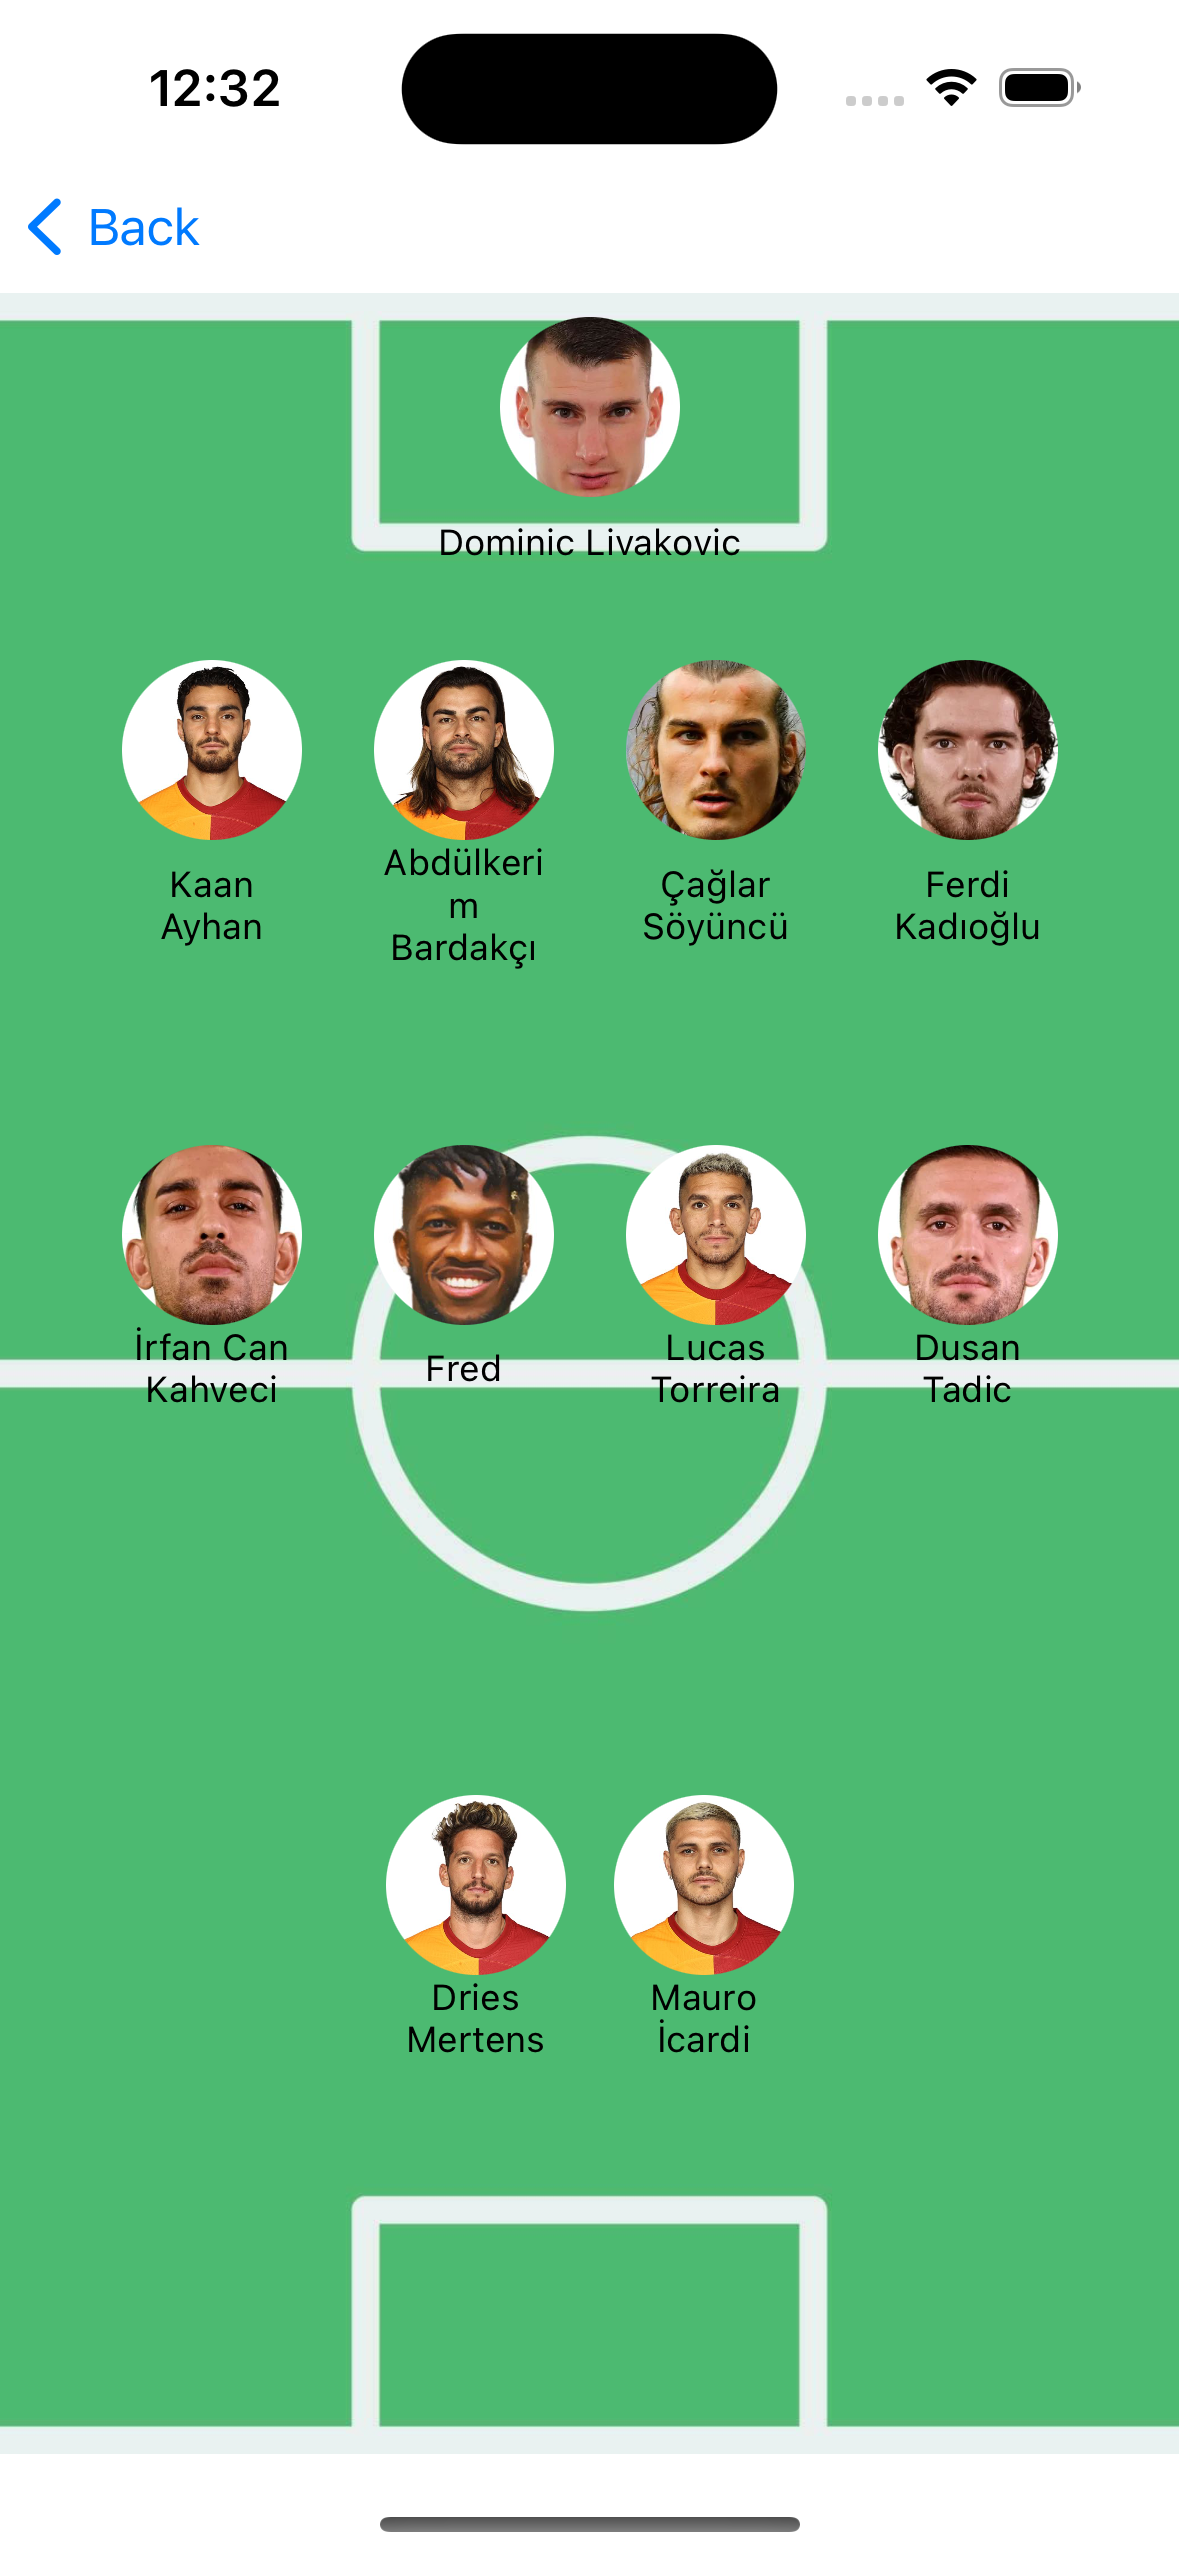 12:32
Back
Dominic Livakovic
Kaan
Ayhan
Abdülkeri
m
Bardakçı
Çağlar
Söyüncü
Ferdi
Kadıoğlu
İrfan Can
Kahveci
Fred
Lucas
Torreira
Dusan
Tadic
Dries
Mertens
Mauro
İcardi